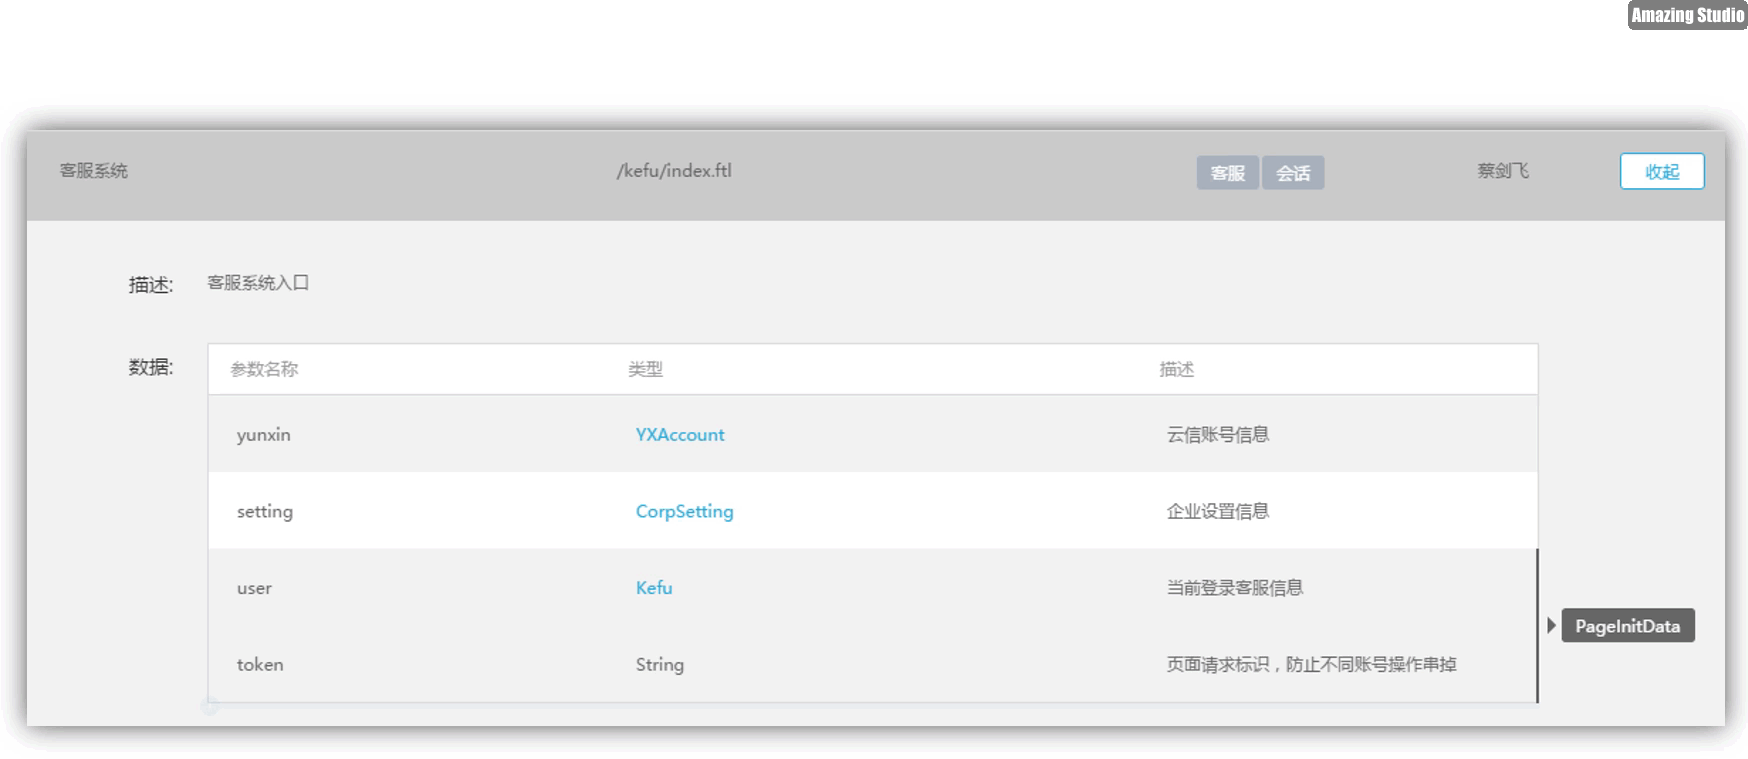 Amazing Studio
客服系统 /kefu/index.ftl 客服 会话 蔡剑飞 收起
描述: 客服系统入口
数据: 参数名称 类型 描述
yunxin YXAccount 云信账号信息
setting CorpSetting 企业设置信息
user Kefu 当前登录客服信息
PageInitData
token String 页面请求标识，防止不同账号操作串掉